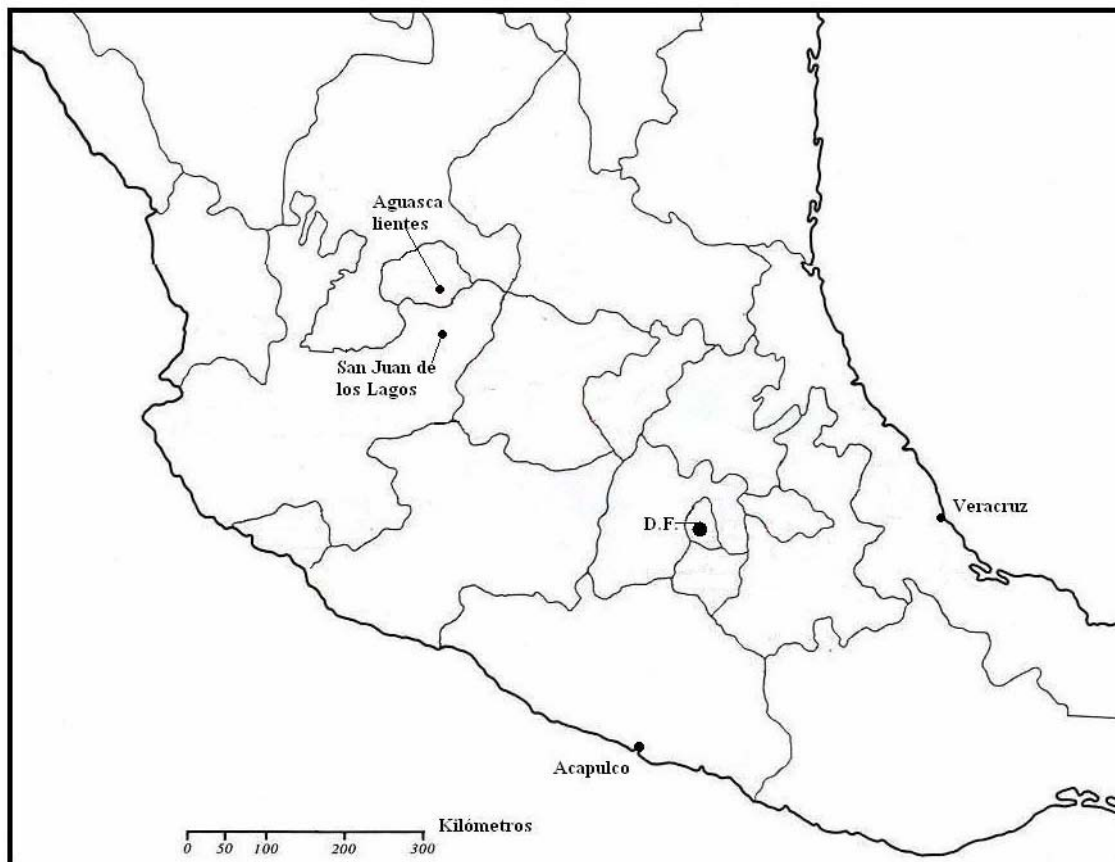 Aguasca
lientes
San Juan de
los Lagos
D.F.
Veracruz
Acapulco
Kilómetros
0 50 100 200 300